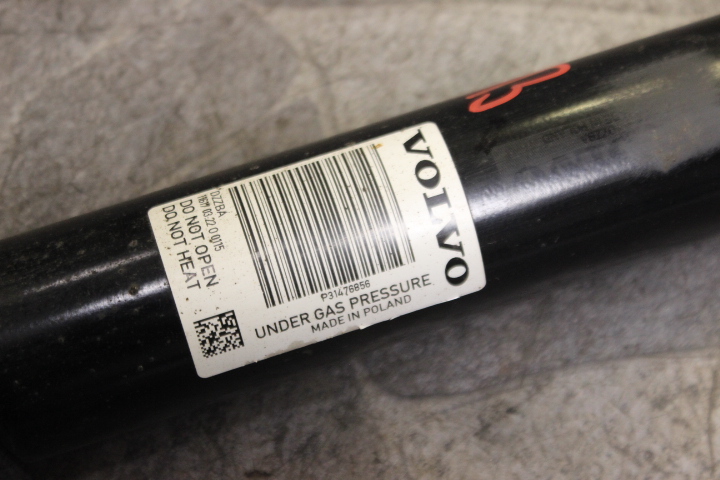 VOLVO
P31476856
UNDER GAS PRESSURE
MADE IN POLAND
DO NOT OPEN
DO NOT HEAT